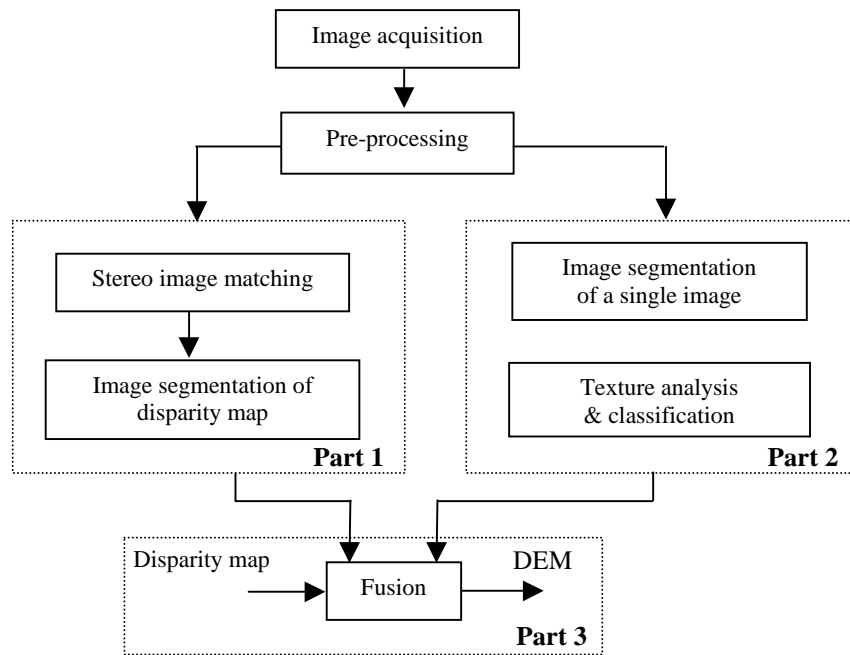 Image acquisition
Pre-processing
Stereo image matching
Image segmentation of
disparity map
Part 1
Image segmentation
of a single image
Texture analysis
& classification
Part 2
Disparity map
Fusion
DEM
Part 3